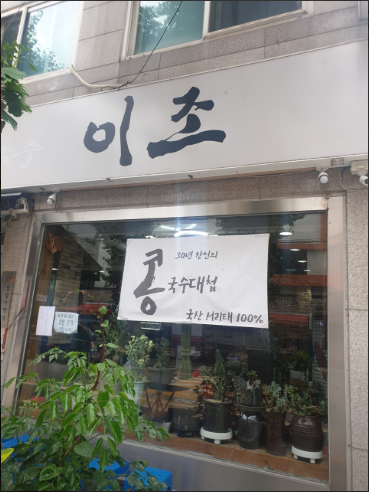 이조
30년 장인의
콩국수대첩
국산 서리태 100%